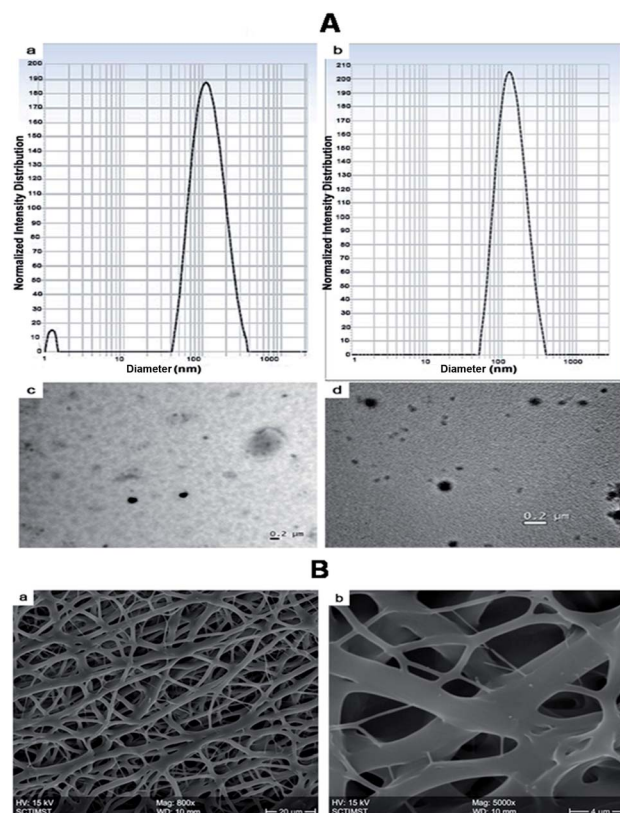 A
a
200
190
180
170
160
150
140
130
120
110
100
90
80
70
60
50
40
30
20
10
0
1
10
100
1000
Normalized Intensity Distribution
Diameter (nm)
b
210
200
190
180
170
160
150
140
130
120
110
100
90
80
70
60
50
40
30
20
10
0
1
10
100
1000
Normalized Intensity Distribution
Diameter (nm)
c
0.2 µm
d
0.2 µm
B
a
HV: 15 kV Mag: 800x
SCTIMST WD: 10 mm 20 µm
b
HV: 15 kV Mag: 5000x
SCTIMST WD: 10 mm 4 µm